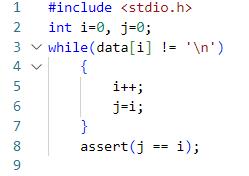 1 #include <stdio.h>
2 int i=0, j=0;
3 while(data[i] != '\n')
4 {
5 i++;
6 j=i;
7 }
8 assert(j == i);
9